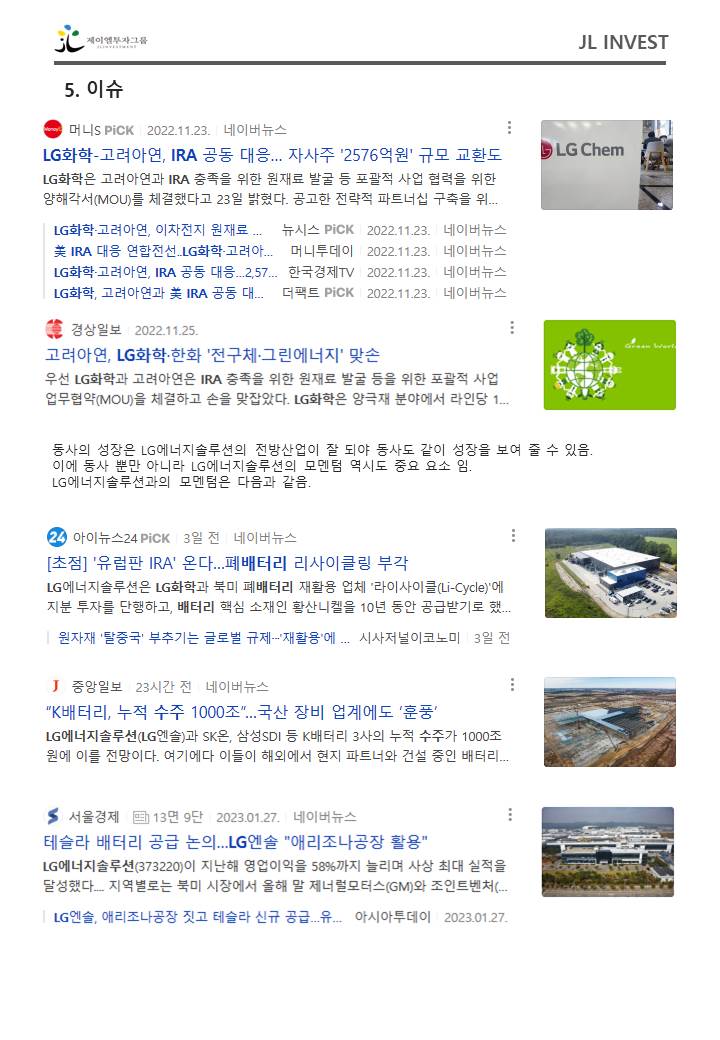 제이엘투자그룹
JLINVESTMENT
JL INVEST
5. 이슈
머니S PiCK 2022.11.23. 네이버뉴스
LG화학-고려아연, IRA 공동 대응... 자사주 '2576억원' 규모 교환도
LG화학은 고려아연과 IRA 충족을 위한 원재료 발굴 등 포괄적 사업 협력을 위한
양해각서(MOU)를 체결했다고 23일 밝혔다. 공고한 전략적 파트너십 구축을 위...
LG Chem
LG화학·고려아연, 이차전지 원재료 ... 뉴시스 PiCK 2022.11.23. 네이버뉴스
美 IRA 대응 연합전선..LG화학·고려아... 머니투데이 2022.11.23. 네이버뉴스
LG화학·고려아연, IRA 공동 대응...2,57... 한국경제TV 2022.11.23. 네이버뉴스
LG화학, 고려아연과 美 IRA 공동 대... 더팩트 PiCK 2022.11.23. 네이버뉴스
경상일보 2022.11.25.
고려아연, LG화학·한화 '전구체·그린에너지' 맞손
우선 LG화학과 고려아연은 IRA 충족을 위한 원재료 발굴 등을 위한 포괄적 사업
업무협약(MOU)을 체결하고 손을 맞잡았다. LG화학은 양극재 분야에서 라인당 1...
Green World
동사의 성장은 LG에너지솔루션의 전방산업이 잘 되야 동사도 같이 성장을 보여 줄 수 있음.
이에 동사 뿐만 아니라 LG에너지솔루션의 모멘텀 역시도 중요 요소 임.
LG에너지솔루션과의 모멘텀은 다음과 같음.
24 아이뉴스24 PiCK 3일 전 네이버뉴스
[초점] '유럽판 IRA' 온다...폐배터리 리사이클링 부각
LG에너지솔루션은 LG화학과 북미 폐배터리 재활용 업체 '라이사이클(Li-Cycle)'에
지분 투자를 단행하고, 배터리 핵심 소재인 황산니켈을 10년 동안 공급받기로 했...
원자재 '탈중국' 부추기는 글로벌 규제···'재활용'에 ... 시사저널이코노미 3일 전
J 중앙일보 23시간 전 네이버뉴스
“K배터리, 누적 수주 1000조”...국산 장비 업계에도 ‘훈풍’
LG에너지솔루션(LG엔솔)과 SK온, 삼성SDI 등 K배터리 3사의 누적 수주가 1000조
원에 이를 전망이다. 여기에다 이들이 해외에서 현지 파트너와 건설 중인 배터리...
서울경제 13면 9단 2023.01.27. 네이버뉴스
테슬라 배터리 공급 논의...LG엔솔 "애리조나공장 활용"
LG에너지솔루션(373220)이 지난해 영업이익을 58%까지 늘리며 사상 최대 실적을
달성했다.... 지역별로는 북미 시장에서 올해 말 제너럴모터스(GM)와 조인트벤처(...
LG엔솔, 애리조나공장 짓고 테슬라 신규 공급...유... 아시아투데이 2023.01.27.